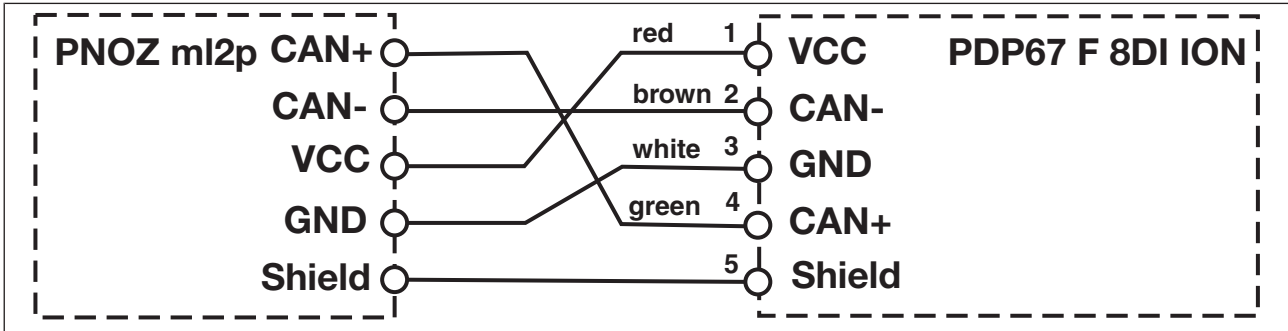 PNOZ ml2p CAN+ red 1 VCC PDP67 F 8DI ION
CAN- brown 2 CAN-
VCC white 3 GND
GND green 4 CAN+
Shield 5 Shield